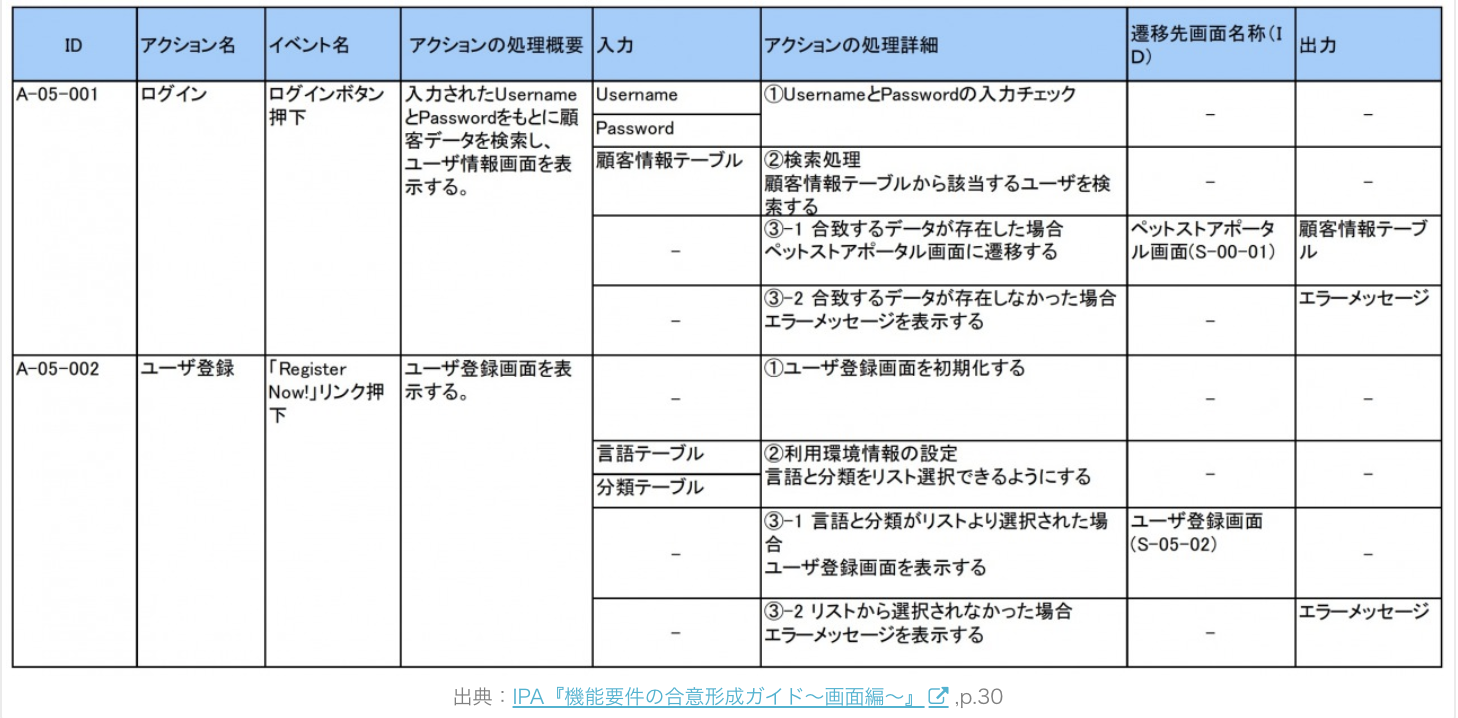 ID
アクション名
イベント名
アクションの処理概要
入力
アクションの処理詳細
遷移先画面名称(I
D)
出力
A-05-001
ログイン
ログインボタン
押下
入力されたUsername
とPasswordをもとに顧
客データを検索し、
ユーザ情報画面を表
示する。
Username
Password
①UsernameとPasswordの入力チェック
-
-
顧客情報テーブル
②検索処理
顧客情報テーブルから該当するユーザを検
索する
-
-
-
③-1 合致するデータが存在した場合
ペットストアポータル画面に遷移する
ペットストアポータ
ル画面(S-00-01)
顧客情報テーブ
ル
-
③-2 合致するデータが存在しなかった場合
エラーメッセージを表示する
-
エラーメッセージ
A-05-002
ユーザ登録
「Register
Now!」リンク押
下
ユーザ登録画面を表
示する。
-
①ユーザ登録画面を初期化する
-
-
言語テーブル
分類テーブル
②利用環境情報の設定
言語と分類をリスト選択できるようにする
-
-
-
③-1 言語と分類がリストより選択された場
合
ユーザ登録画面を表示する
ユーザ登録画面
(S-05-02)
-
-
③-2 リストから選択されなかった場合
エラーメッセージを表示する
-
エラーメッセージ
出典：IPA『機能要件の合意形成ガイド～画面編～』 ,p.30